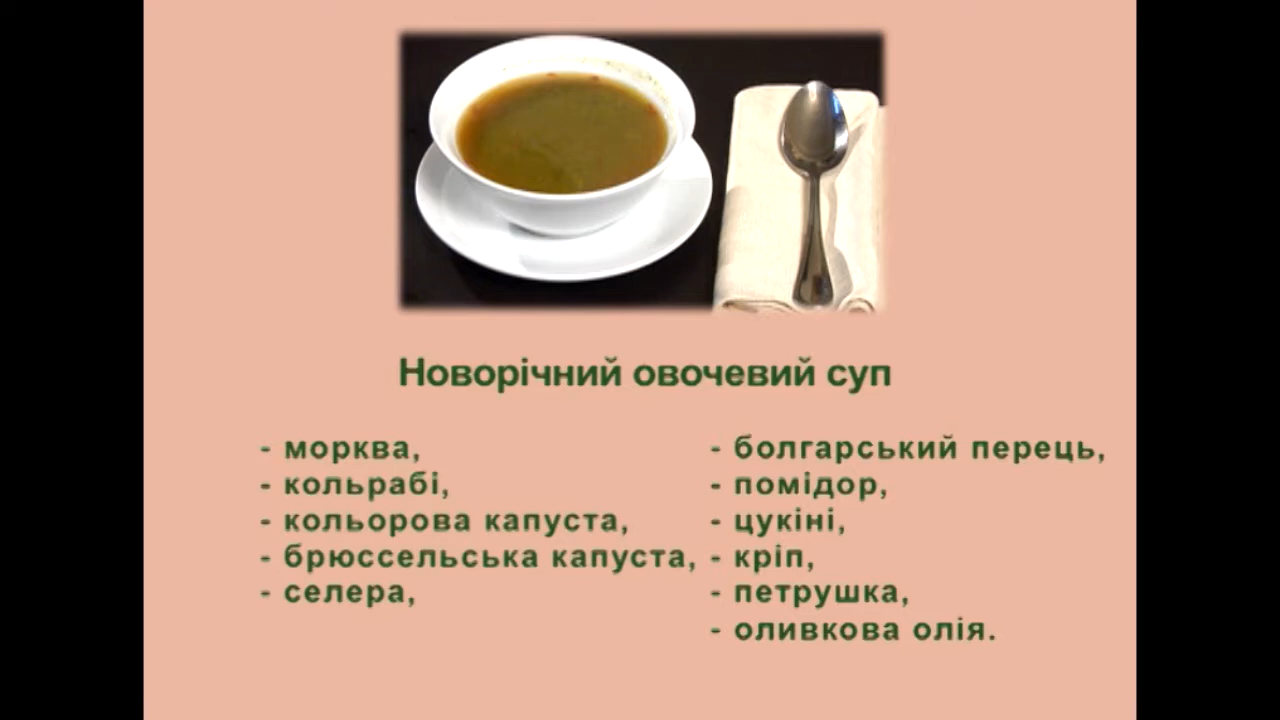 Новорічний овочевий суп
- морква,
- кольрабі,
- кольорова капуста,
- брюссельська капуста,
- селера,
- болгарський перець,
- помідор,
- цукіні,
- кріп,
- петрушка,
- оливкова олія.